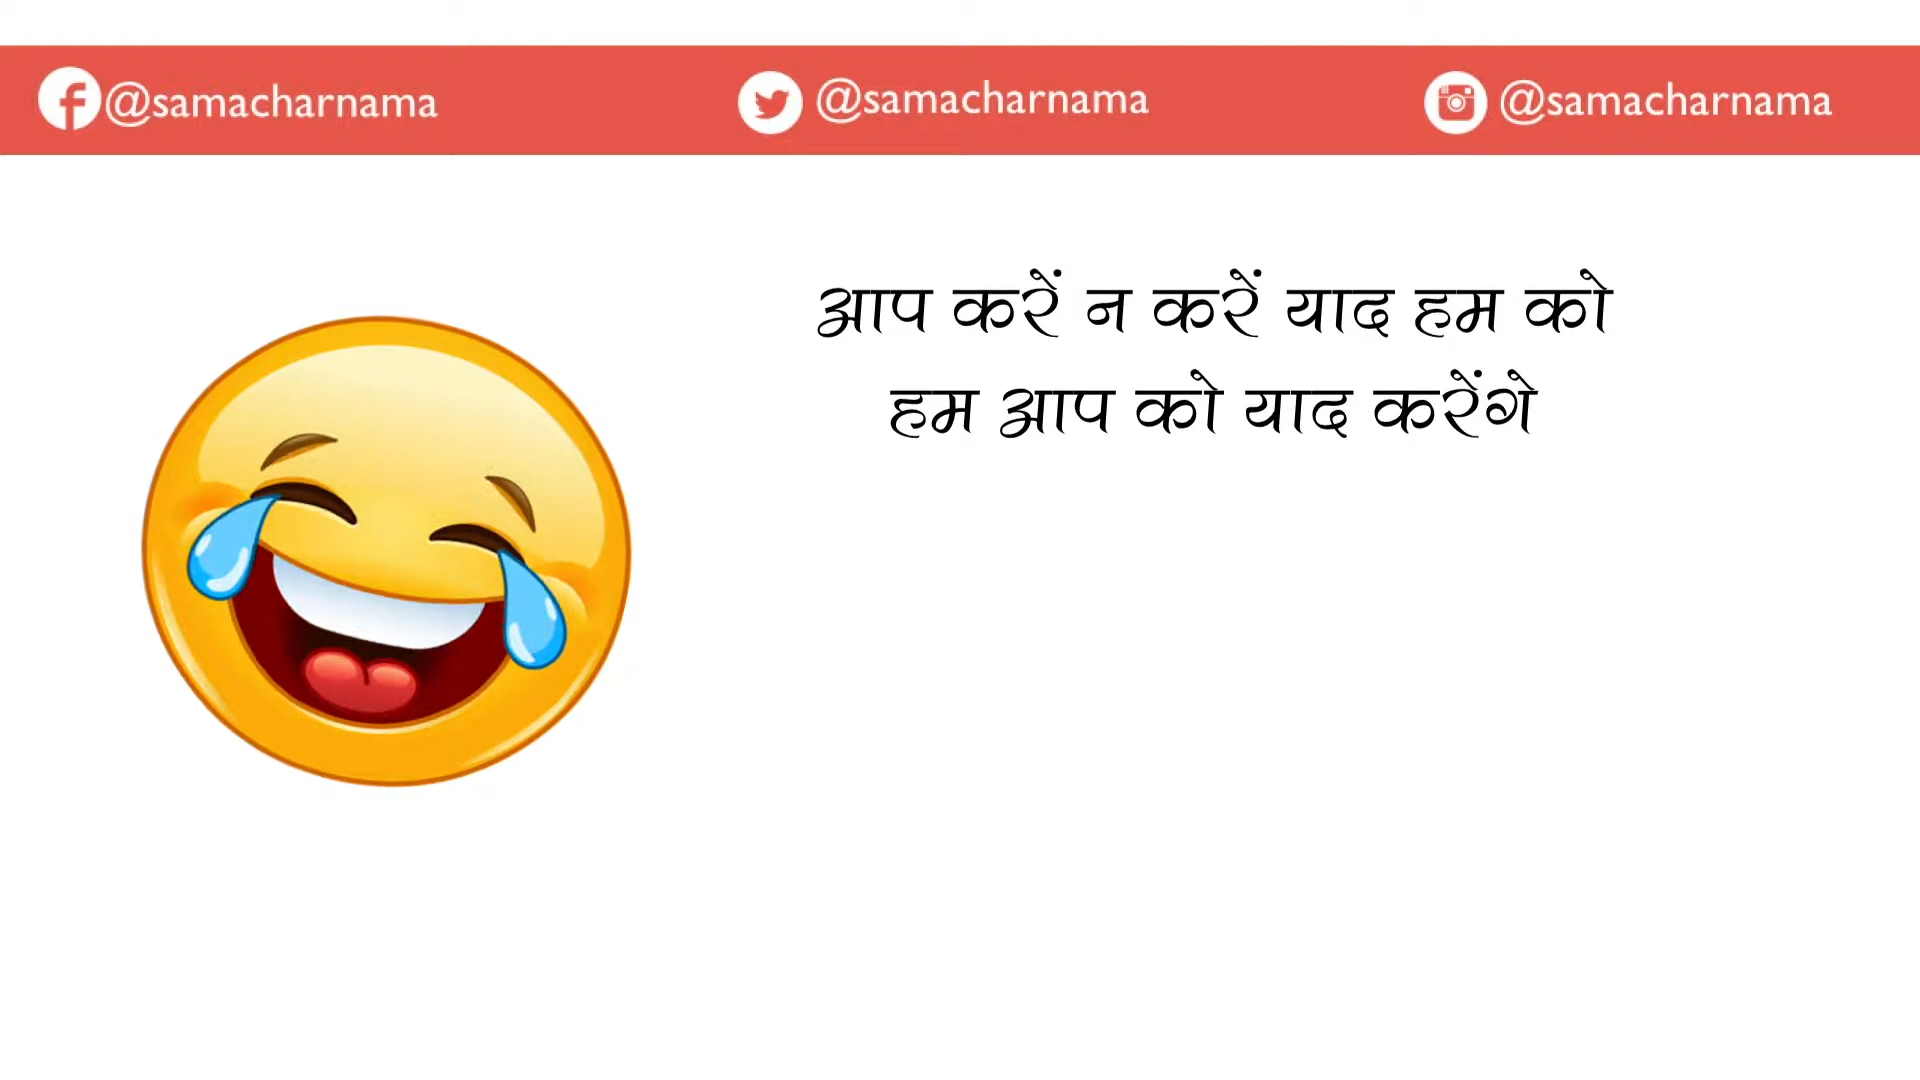 @samacharnama @samacharnama @samacharnama
आप करें न करें याद हम को
हम आप को याद करेंगे